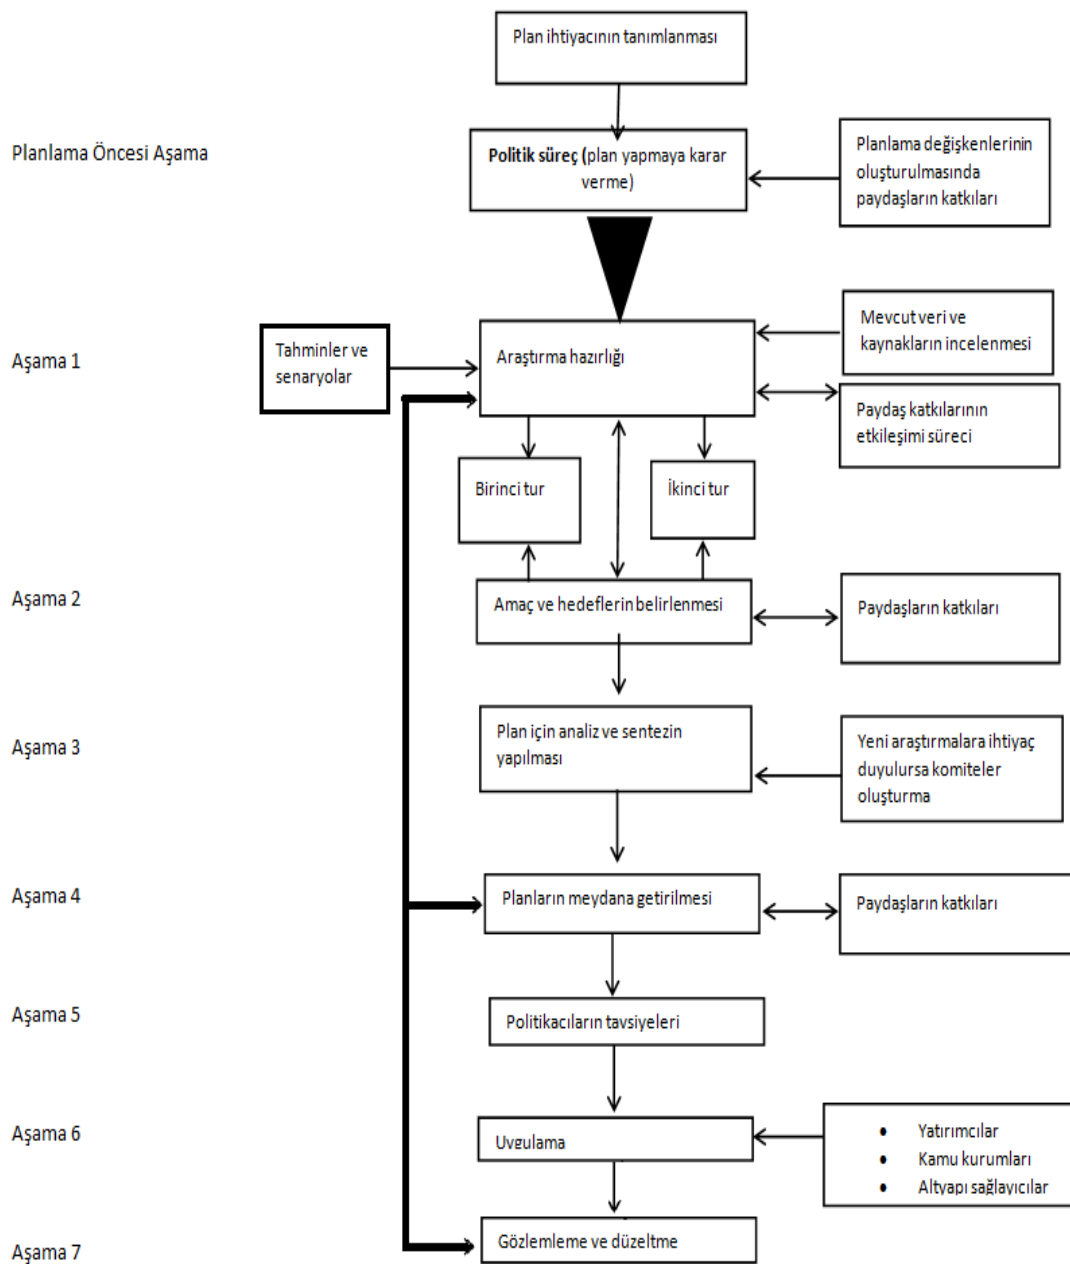 Plan ihtiyacının tanımlanması
Planlama Öncesi Aşama
Politik süreç (plan yapmaya karar
verme)
Planlama değişkenlerinin
oluşturulmasında
paydaşların katkıları
Aşama 1
Tahminler ve
senaryolar
Araştırma hazırlığı
Mevcut veri ve
kaynakların incelenmesi
Paydaş katkılarının
etkileşimi süreci
Birinci tur
İkinci tur
Aşama 2
Amaç ve hedeflerin belirlenmesi
Paydaşların katkıları
Aşama 3
Plan için analiz ve sentezin
yapılması
Yeni araştırmalara ihtiyaç
duyulursa komiteler
oluşturma
Aşama 4
Planların meydana getirilmesi
Paydaşların katkıları
Aşama 5
Politikacıların tavsiyeleri
Aşama 6
Uygulama
• Yatırımcılar
• Kamu kurumları
• Altyapı sağlayıcılar
Aşama 7
Gözlemleme ve düzeltme